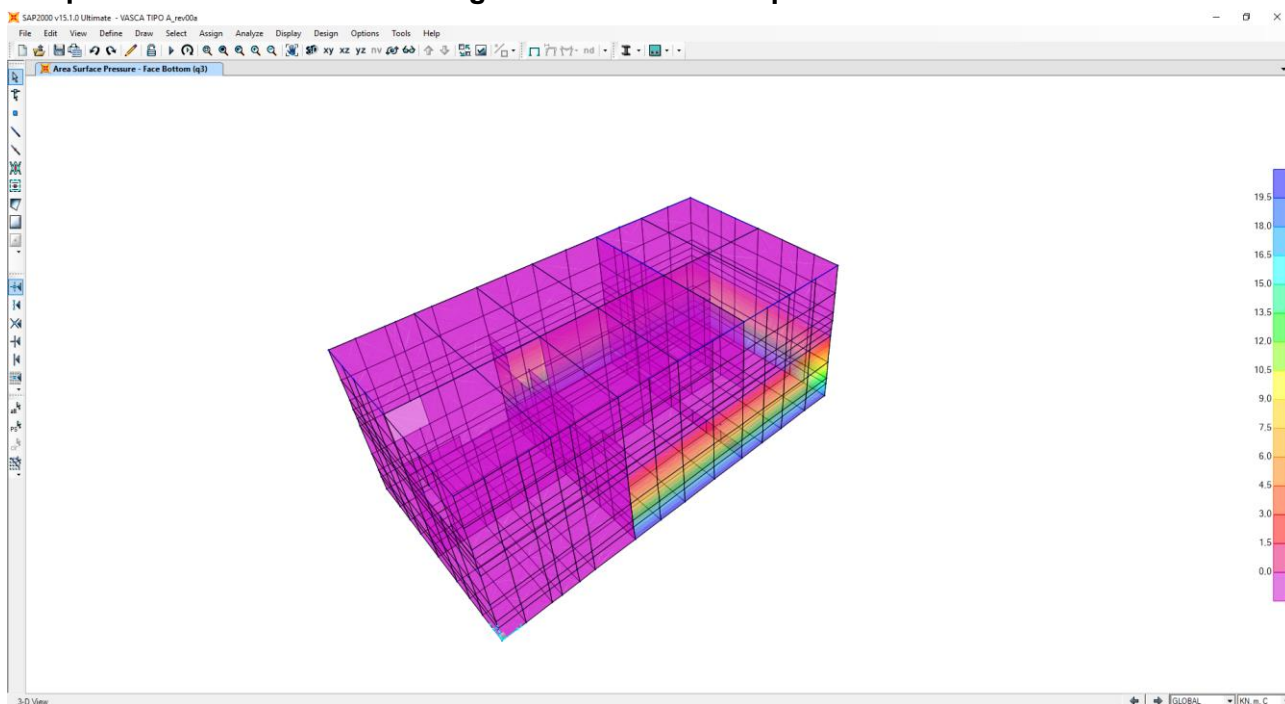 SAP2000 v15.1.0 Ultimate - VASCA TIPO A_rev00a
File Edit View Define Draw Select Assign Analyze Display Design Options Tools Help
xy xz yz nv nd
Area Surface Pressure - Face Bottom (q3)
19.5
18.0
16.5
15.0
13.5
12.0
10.5
9.0
7.5
6.0
4.5
3.0
1.5
0.0
3-D View
GLOBAL
KN, m, C